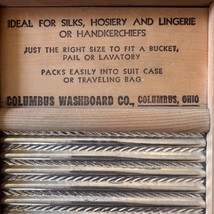 IDEAL FOR SILKS, HOSIERY AND LINGERIE
OR HANDKERCHIEFS
JUST THE RIGHT SIZE TO FIT A BUCKET,
PAIL OR LAVATORY
PACKS EASILY INTO SUIT CASE
OR TRAVELING BAG
COLUMBUS WASHBOARD CO., COLUMBUS, OHIO